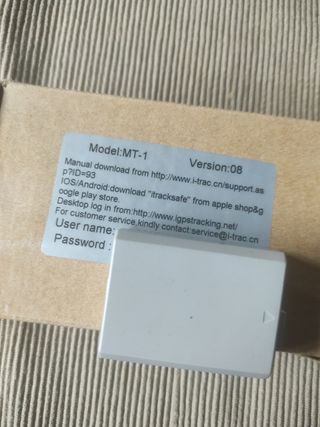 Model:MT-1 Version:08
Manual download from http://www.i-trac.cn/support.as
p?ID=93
IOS/Android:download "itracksafe" from apple shop&g
oogle play store.
Desktop log in from:http://www.igpstracking.net/
For customer service,kindly contact:service@i-trac.cn
User name:
Password :